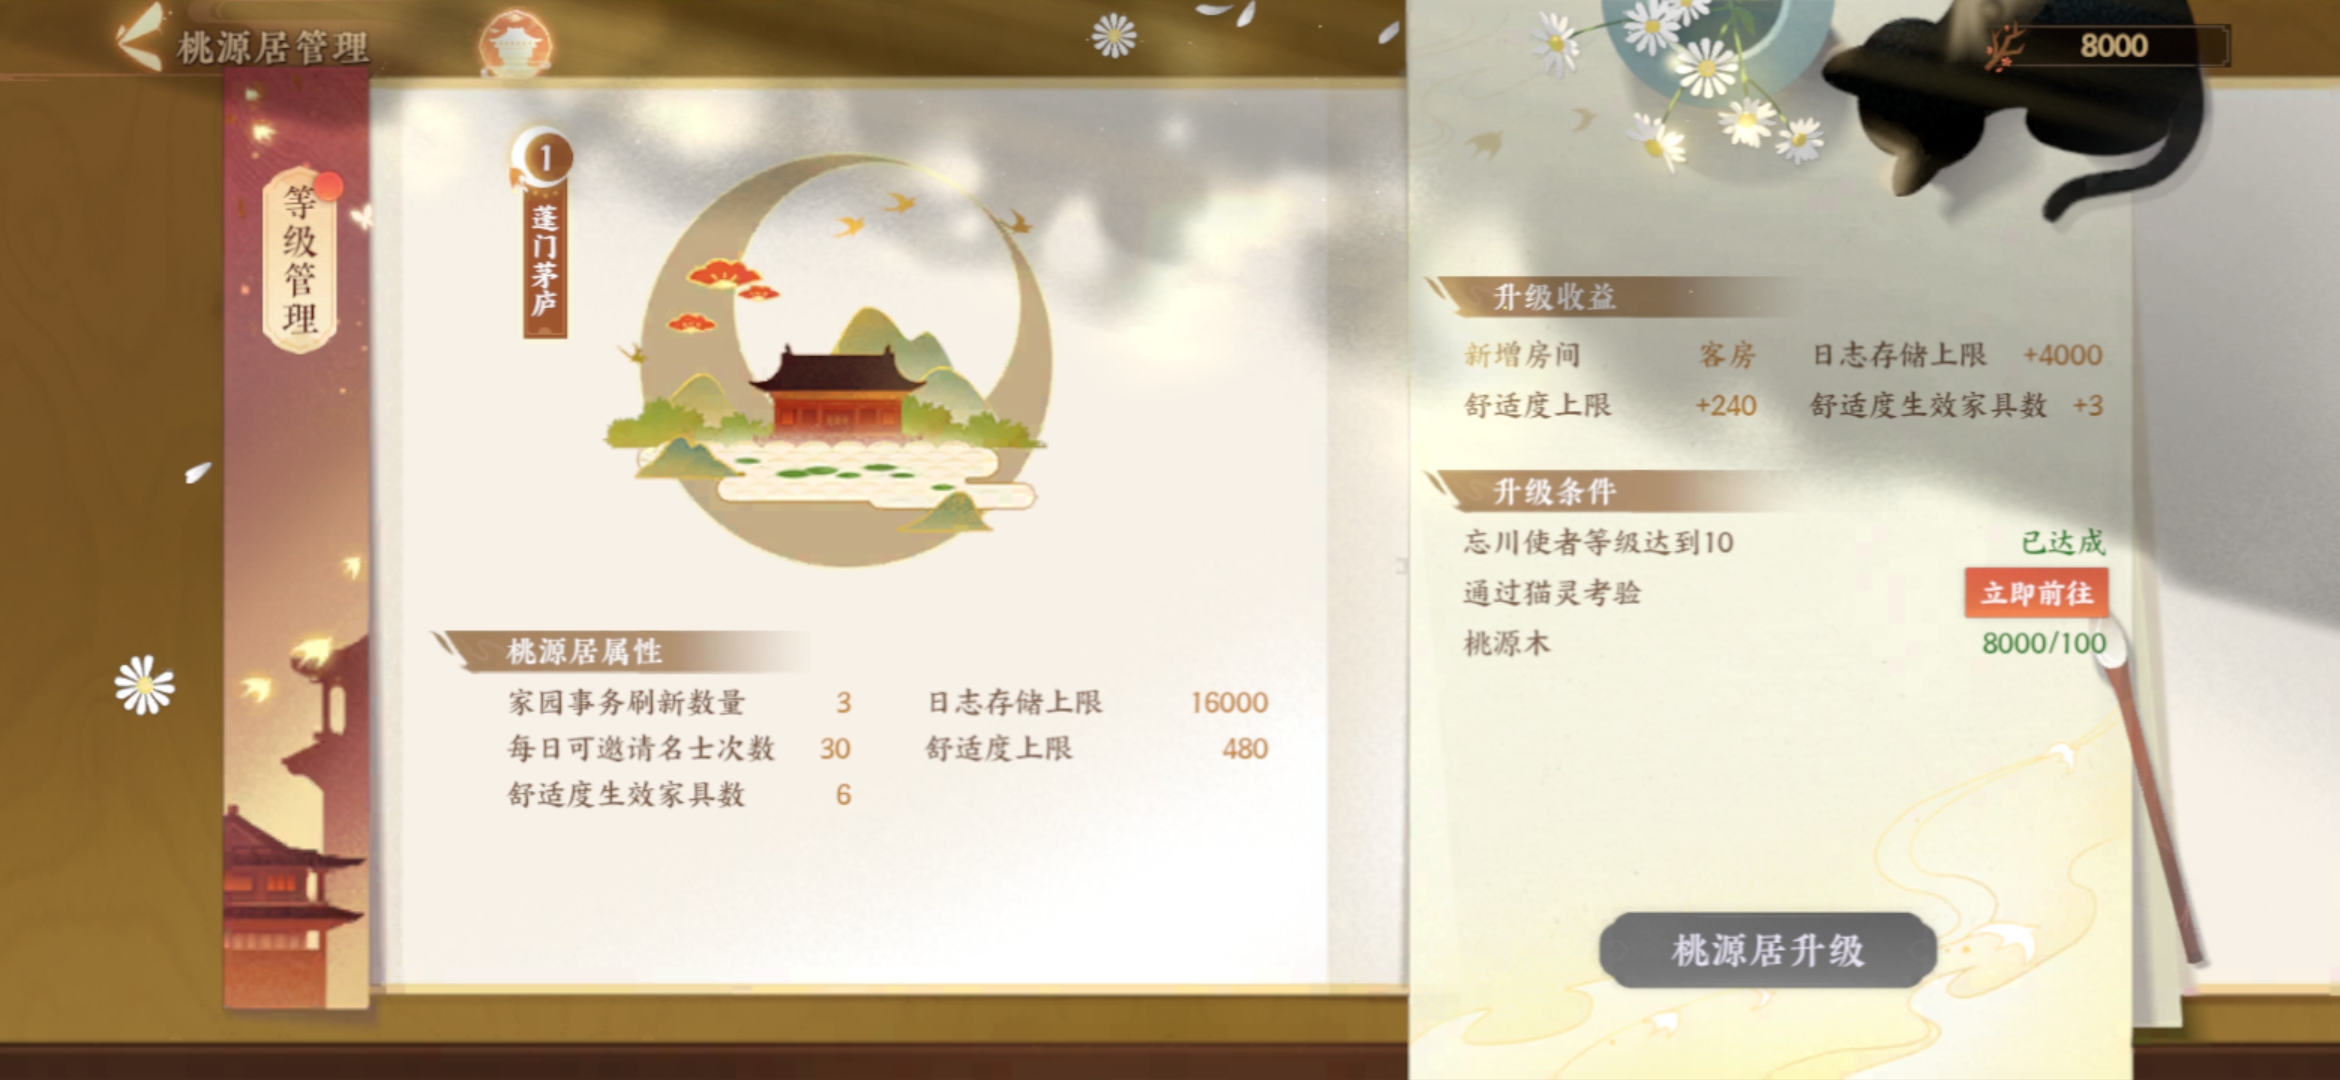 桃源居管理
8000
等级管理
1
蓬门茅庐
桃源居属性
家园事务刷新数量 3 日志存储上限 16000
每日可邀请名士次数 30 舒适度上限 480
舒适度生效家具数 6
升级收益
新增房间 客房 日志存储上限 +4000
舒适度上限 +240 舒适度生效家具数 +3
升级条件
忘川使者等级达到10 已达成
通过猫灵考验 立即前往
桃源木 8000/100
桃源居升级